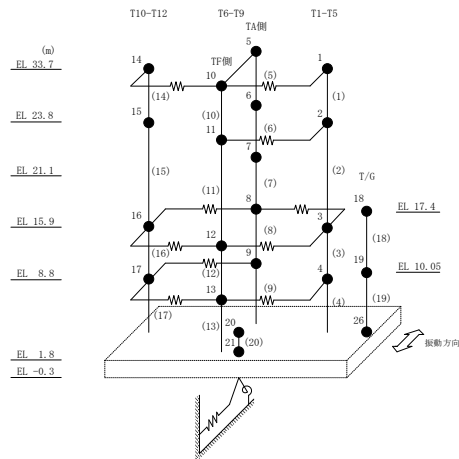 T10-T12 T6-T9 T1-T5
TA側
(m) 5
EL 33.7 14 TF側 10 1
(5)
(14) (1)
EL 23.8 15 (10) 6 2
11 (6)
7
EL 21.1 (15) (7) (2) T/G
(11) 8 18 EL 17.4
EL 15.9 16 3
12 (8) (18)
(16) (12) 9 (3) 19 EL 10.05
EL 8.8 17 4
13 (9) (19)
(17) (13) 20 (4) 26
21 (20) 振動方向
EL 1.8
EL -0.3